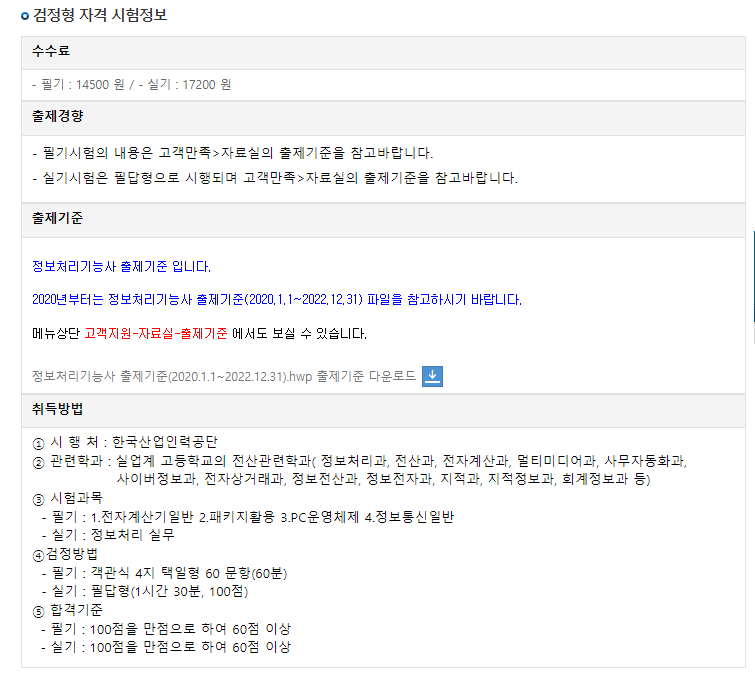 검정형 자격 시험정보
수수료
- 필기 : 14500 원 / - 실기 : 17200 원
출제경향
- 필기시험의 내용은 고객만족>자료실의 출제기준을 참고바랍니다.
- 실기시험은 필답형으로 시행되며 고객만족>자료실의 출제기준을 참고바랍니다.
출제기준
정보처리기능사 출제기준 입니다.
2020년부터는 정보처리기능사 출제기준(2020.1.1~2022.12.31) 파일을 참고하시기 바랍니다.
메뉴상단 고객지원-자료실-출제기준 에서도 보실 수 있습니다.
정보처리기능사 출제기준(2020.1.1~2022.12.31).hwp 출제기준 다운로드
취득방법
① 시 행 처 : 한국산업인력공단
② 관련학과 : 실업계 고등학교의 전산관련학과( 정보처리과, 전산과, 전자계산과, 멀티미디어과, 사무자동화과,
사이버정보과, 전자상거래과, 정보전산과, 정보전자과, 지적과, 지적정보과, 회계정보과 등)
③ 시험과목
- 필기 : 1.전자계산기일반 2.패키지활용 3.PC운영체제 4.정보통신일반
- 실기 : 정보처리 실무
④검정방법
- 필기 : 객관식 4지 택일형 60 문항(60분)
- 실기 : 필답형(1시간 30분, 100점)
⑤ 합격기준
- 필기 : 100점을 만점으로 하여 60점 이상
- 실기 : 100점을 만점으로 하여 60점 이상